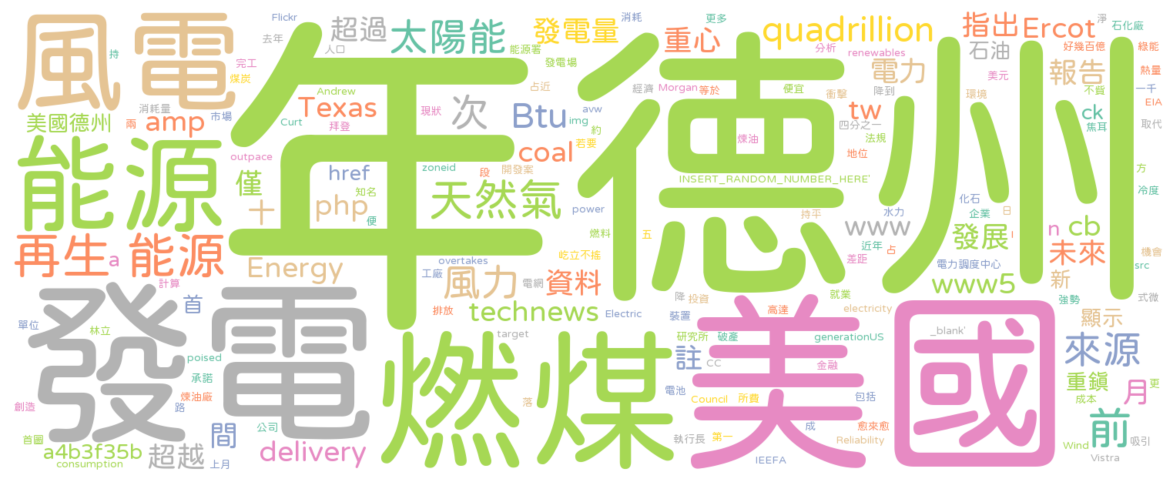 風電
年
德州
能源
發電
燃煤
美國
Flickr
去年
超過
太陽能
發電量
消耗
更多
重心
quadrillion
指出
Ercot
淨
石化廠
持
人口
能源署
煤炭
完工
發電場
占近
分析
renewables
石油
好幾百億
綠能
電力
報告
熱量
美元
不貲
一千
消耗量
市場
Andrew
Texas
拜登
現狀
次
Btu
經濟
Morgan
等於
便宜
衝擊
降到
環境
EIA
美國德州
兩
amp
Curt
avw
img
約
若要
tw
四分之一
ck
焦耳
取代
coal
煉油
法規
地位
outpace
zoneid
段
開發案
INSERT_RANDOM_NUMBER_HERE
方
冷度
僅
href
知名
便
天然氣
power
持平
水力
化石
企業
日
十
php
燃料
五
屹立不搖
www
近年
占
發展
n
cb
再生
能源
a
計算
Energy
overtakes
工廠
風力
電網
資料
差距
電力調度中心
!
未來
機會
src
technews
排放
Electric
降
投資
裝置
就業
高達
www5
新
強勢
式微
首
單位
林立
poised
target
研究所
破產
generationUS
electricity
_blank'
顯示
承諾
煉油廠
路
創造
註
CC
金融
來源
電池
Council
所費
包括
重鎮
成本
更
月
首圖
公司
落
間
a4b3f35b
consumption
上月
超越
delivery
執行長
第一
成
愈來愈
Reliability
IEEFA
前
Wind
吸引
Vistra